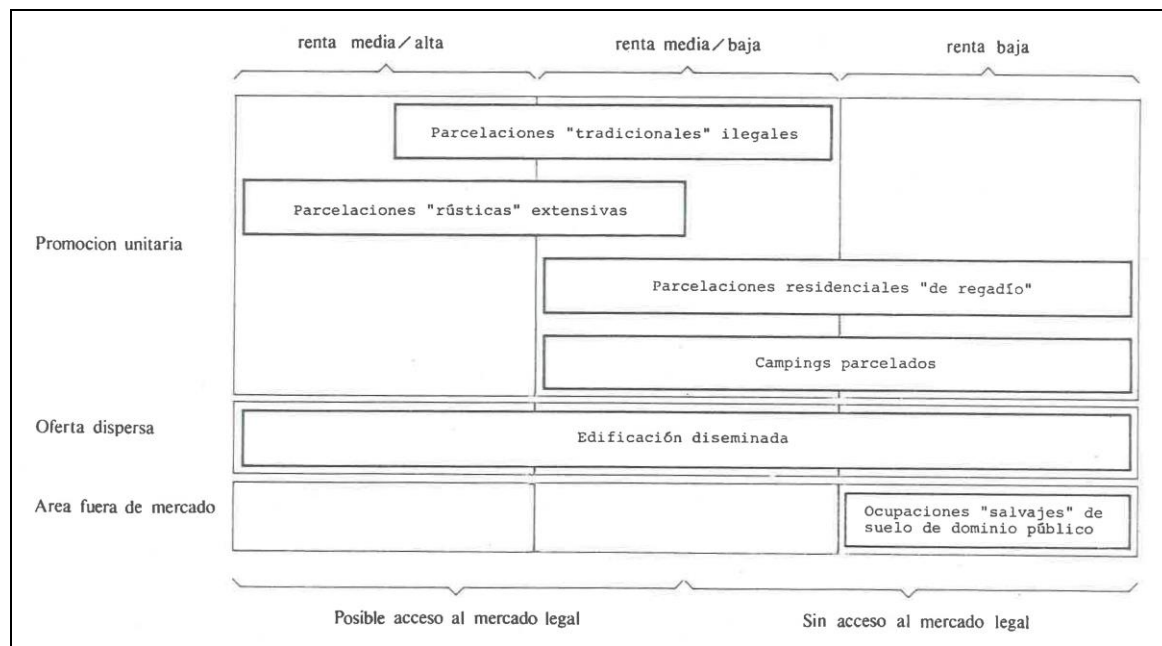 renta media/alta
renta media/baja
renta baja
Parcelaciones "tradicionales" ilegales
Parcelaciones "rústicas" extensivas
Promocion unitaria
Parcelaciones residenciales "de regadío"
Campings parcelados
Oferta dispersa
Edificación diseminada
Area fuera de mercado
Ocupaciones "salvajes" de
suelo de dominio público
Posible acceso al mercado legal
Sin acceso al mercado legal